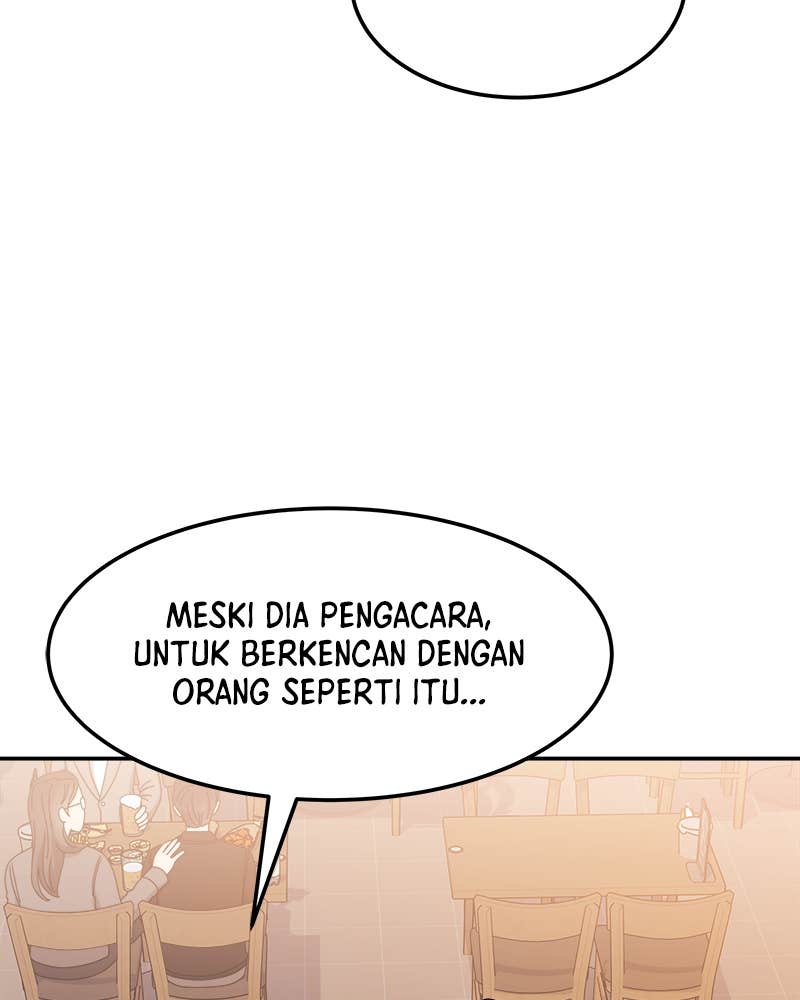 MESKI DIA PENGACARA,
UNTUK BERKENCAN DENGAN
ORANG SEPERTI ITU...